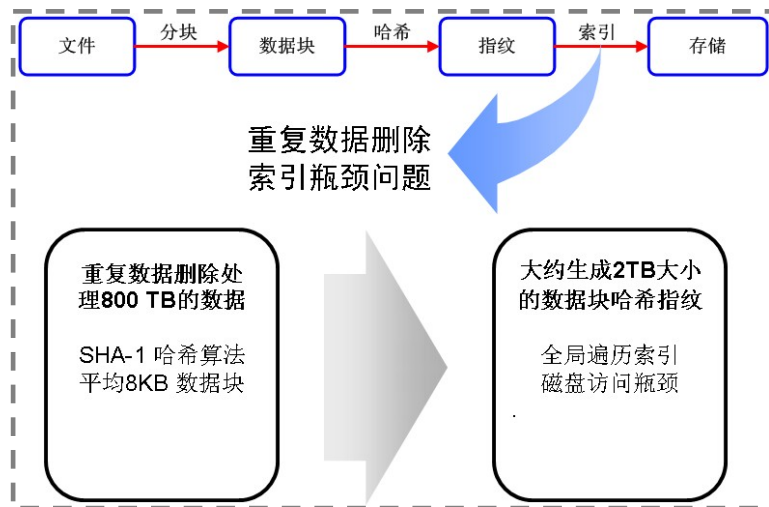 文件 分块 数据块 哈希 指纹 索引 存储
重复数据删除
索引瓶颈问题
重复数据删除处
理800 TB的数据
SHA-1 哈希算法
平均8KB 数据块
大约生成2TB大小
的数据块哈希指纹
全局遍历索引
磁盘访问瓶颈
.